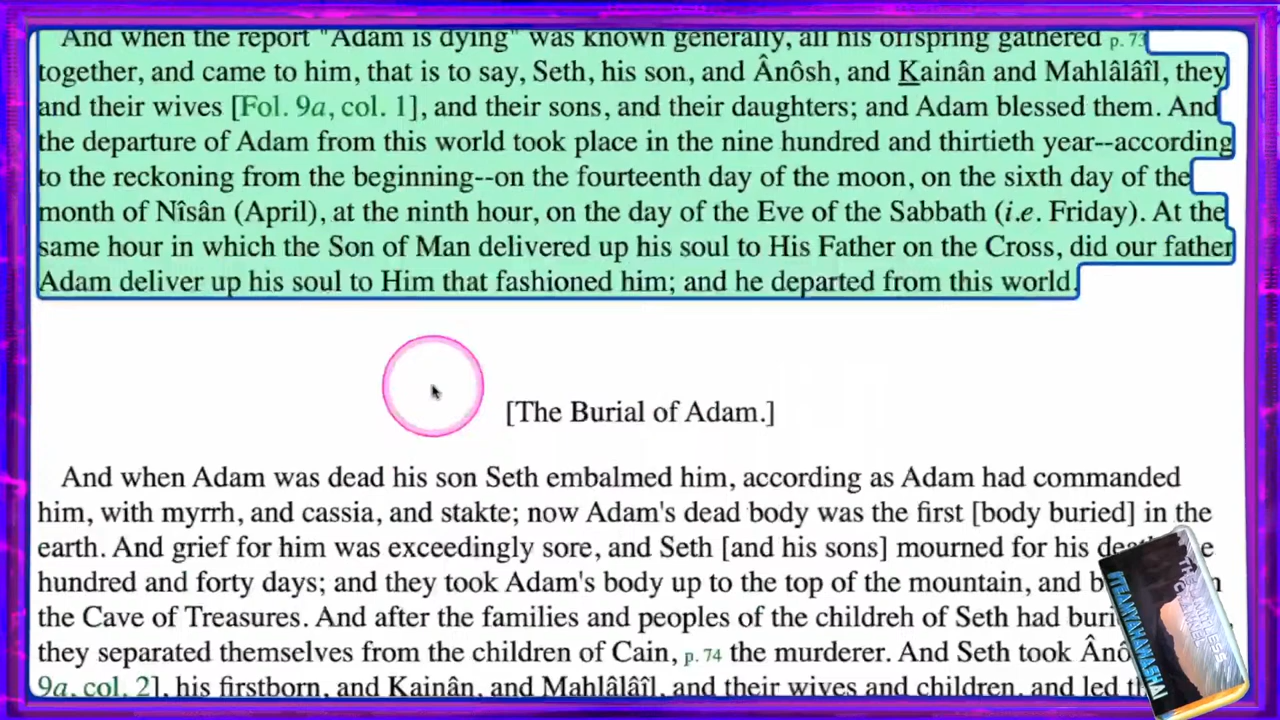 And when the report "Adam is dying" was known generally, all his offspring gathered p. 73
together, and came to him, that is to say, Seth, his son, and Ânôsh, and Kainân and Mahlâlâîl, they
and their wives [Fol. 9a, col. 1], and their sons, and their daughters; and Adam blessed them. And
the departure of Adam from this world took place in the nine hundred and thirtieth year--according
to the reckoning from the beginning--on the fourteenth day of the moon, on the sixth day of the
month of Nîsân (April), at the ninth hour, on the day of the Eve of the Sabbath (i.e. Friday). At the
same hour in which the Son of Man delivered up his soul to His Father on the Cross, did our father
Adam deliver up his soul to Him that fashioned him; and he departed from this world.
[The Burial of Adam.]
And when Adam was dead his son Seth embalmed him, according as Adam had commanded
him, with myrrh, and cassia, and stakte; now Adam's dead body was the first [body buried] in the
earth. And grief for him was exceedingly sore, and Seth [and his sons] mourned for his
hundred and forty days; and they took Adam's body up to the top of the mountain, and
the Cave of Treasures. And after the families and peoples of the childreh of Seth had
they separated themselves from the children of Cain, p. 74 the murderer. And Seth took
9a, col. 2], his firstborn, and Kainân, and Mahlâlâîl, and their wives and children, and led
#TEAMYAHAWASHAI